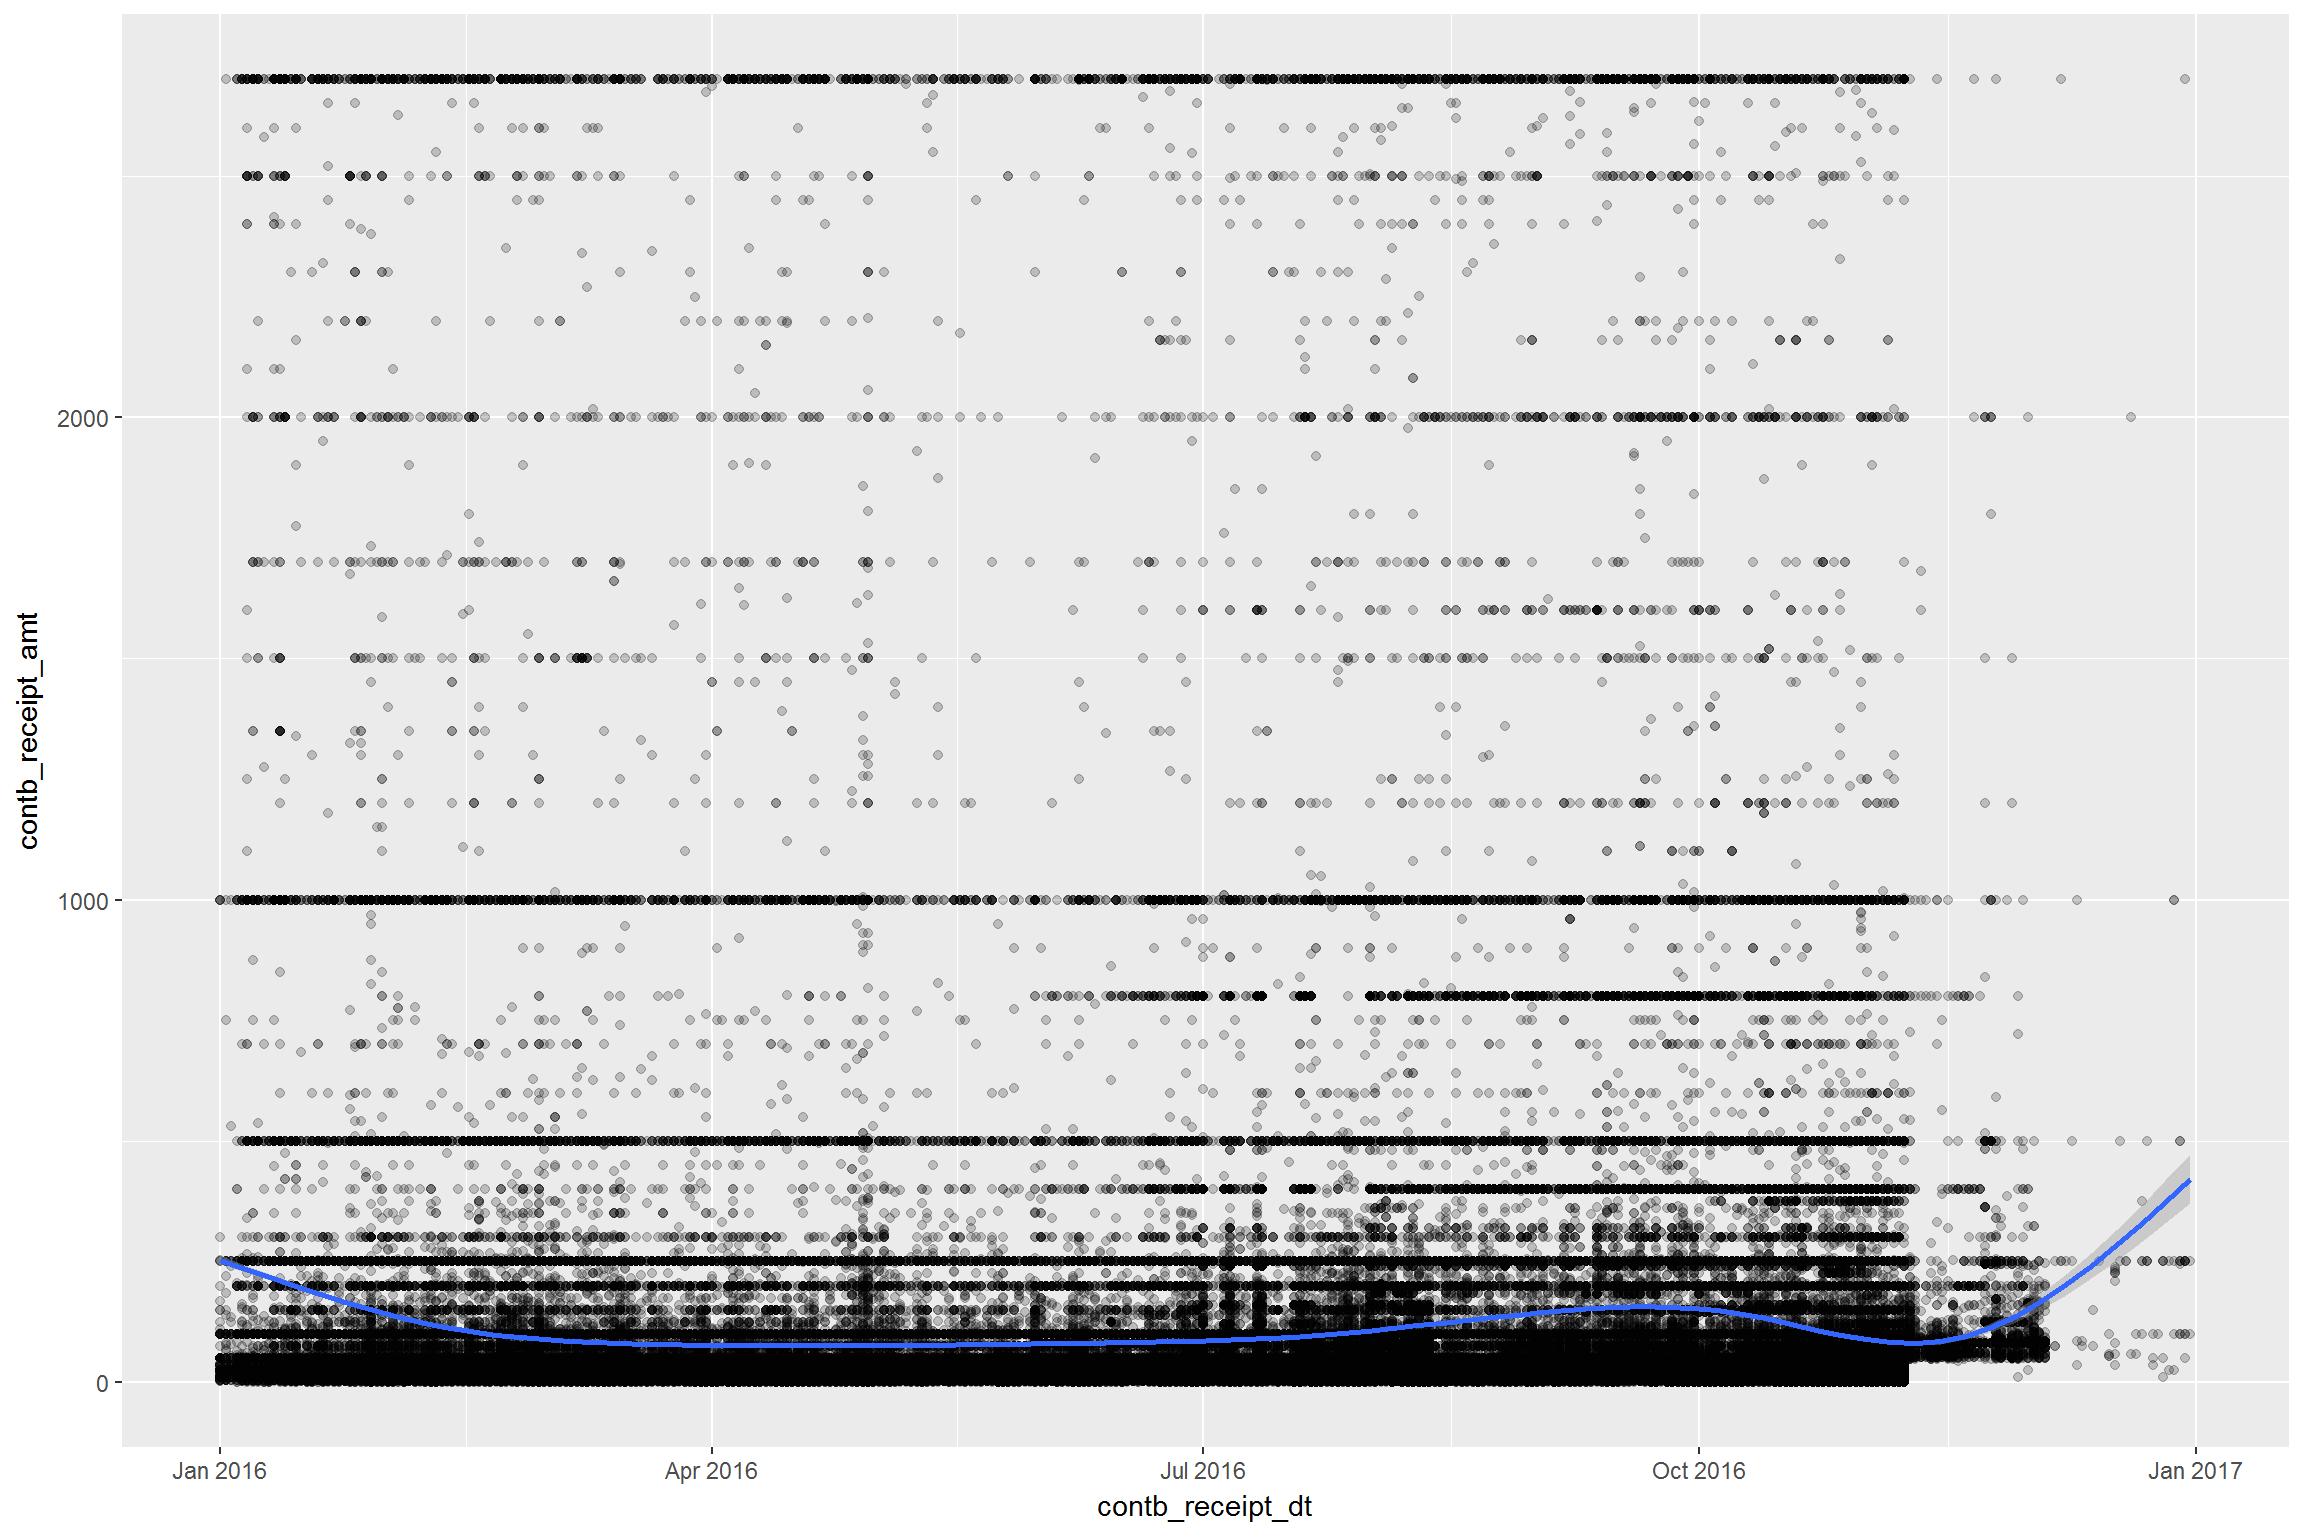 contb_receipt_amt
2000
1000
0
Jan 2016
Apr 2016
Jul 2016
Oct 2016
Jan 2017
contb_receipt_dt